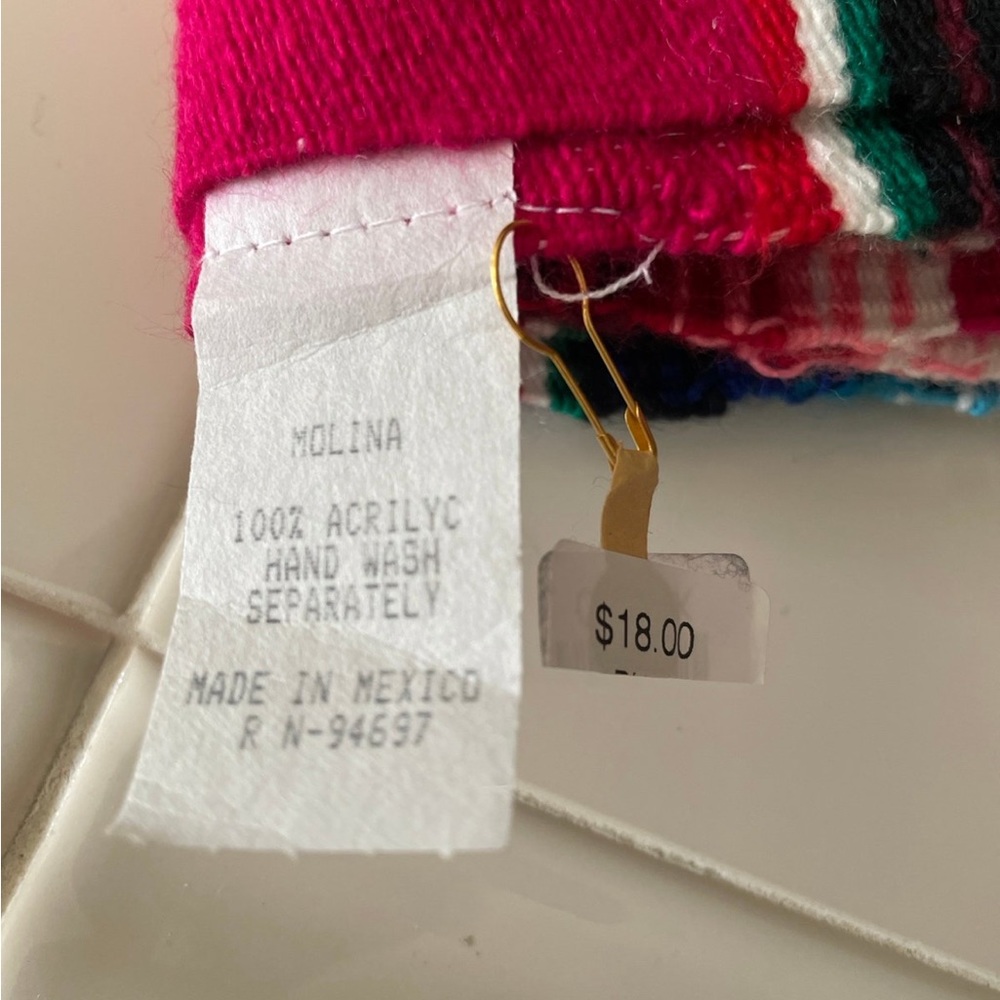 MOLINA
100% ACRILYC
HAND WASH
SEPARATELY
MADE IN MEXICO
R N-94697
$18.00